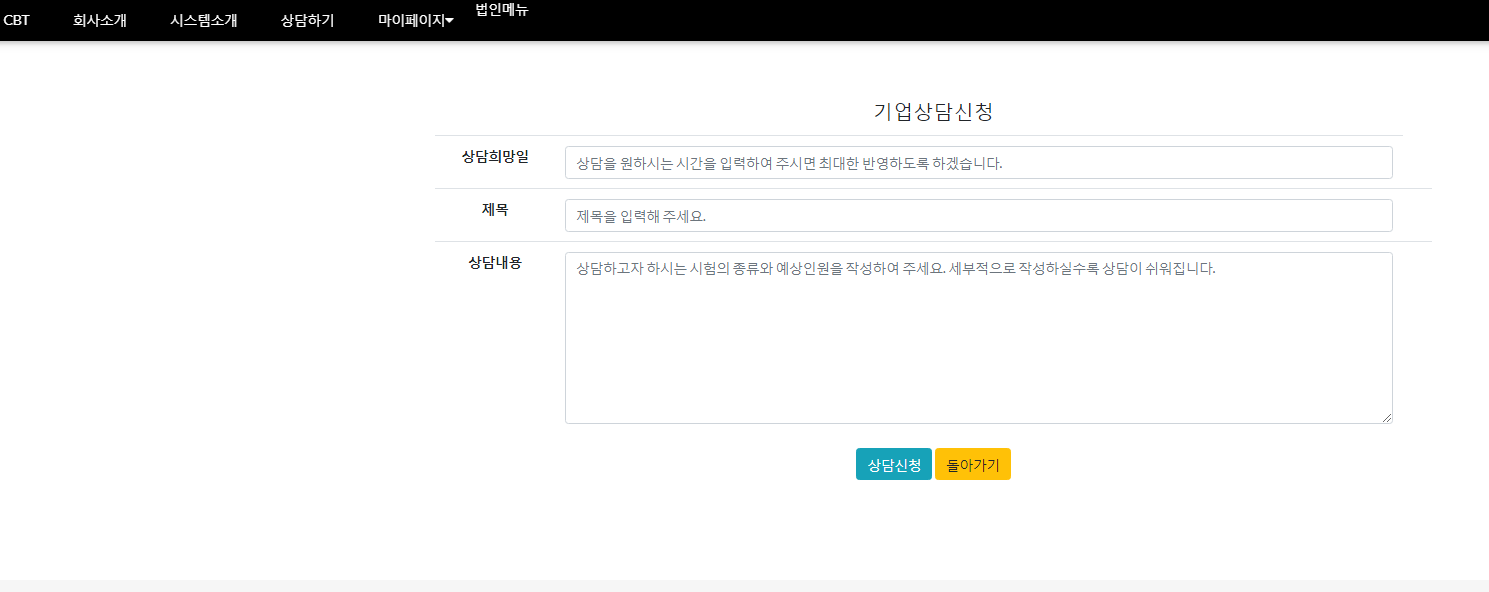 CBT 회사소개 시스템소개 상담하기 마이페이지 법인메뉴
기업상담신청
상담희망일 상담을 원하시는 시간을 입력하여 주시면 최대한 반영하도록 하겠습니다.
제목 제목을 입력해 주세요.
상담내용 상담하고자 하시는 시험의 종류와 예상인원을 작성하여 주세요. 세부적으로 작성하실수록 상담이 쉬워집니다.
상담신청 돌아가기